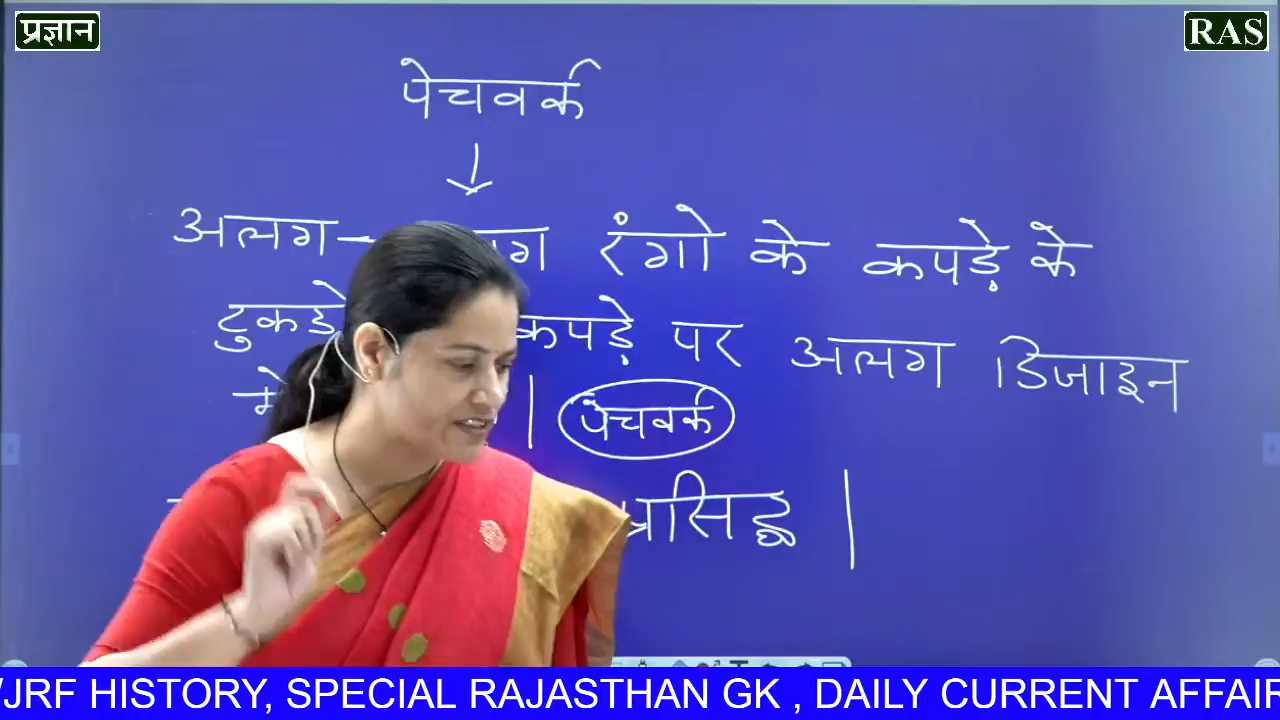 प्रज्ञान
RAS
पेचवर्क
अलग- ग रंगो के कपड़े के
टुकडे कपड़े पर अलग डिजाइन
मे | पेचवर्क
प्रसिद्ध |
/JRF HISTORY, SPECIAL RAJASTHAN GK , DAILY CURRENT AFFAIR